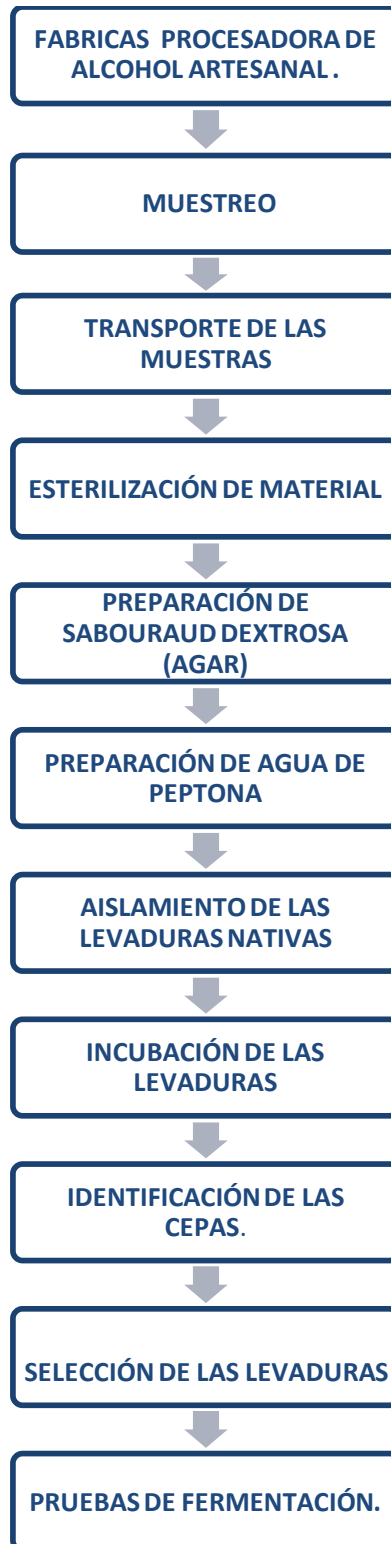 FABRICAS PROCESADORA DE
ALCOHOL ARTESANAL .
MUESTREO
TRANSPORTE DE LAS
MUESTRAS
ESTERILIZACIÓN DE MATERIAL
PREPARACIÓN DE
SABOURAUD DEXTROSA
(AGAR)
PREPARACIÓN DE AGUA DE
PEPTONA
AISLAMIENTO DE LAS
LEVADURAS NATIVAS
INCUBACIÓN DE LAS
LEVADURAS
IDENTIFICACIÓN DE LAS
CEPAS.
SELECCIÓN DE LAS LEVADURAS
PRUEBAS DE FERMENTACIÓN.